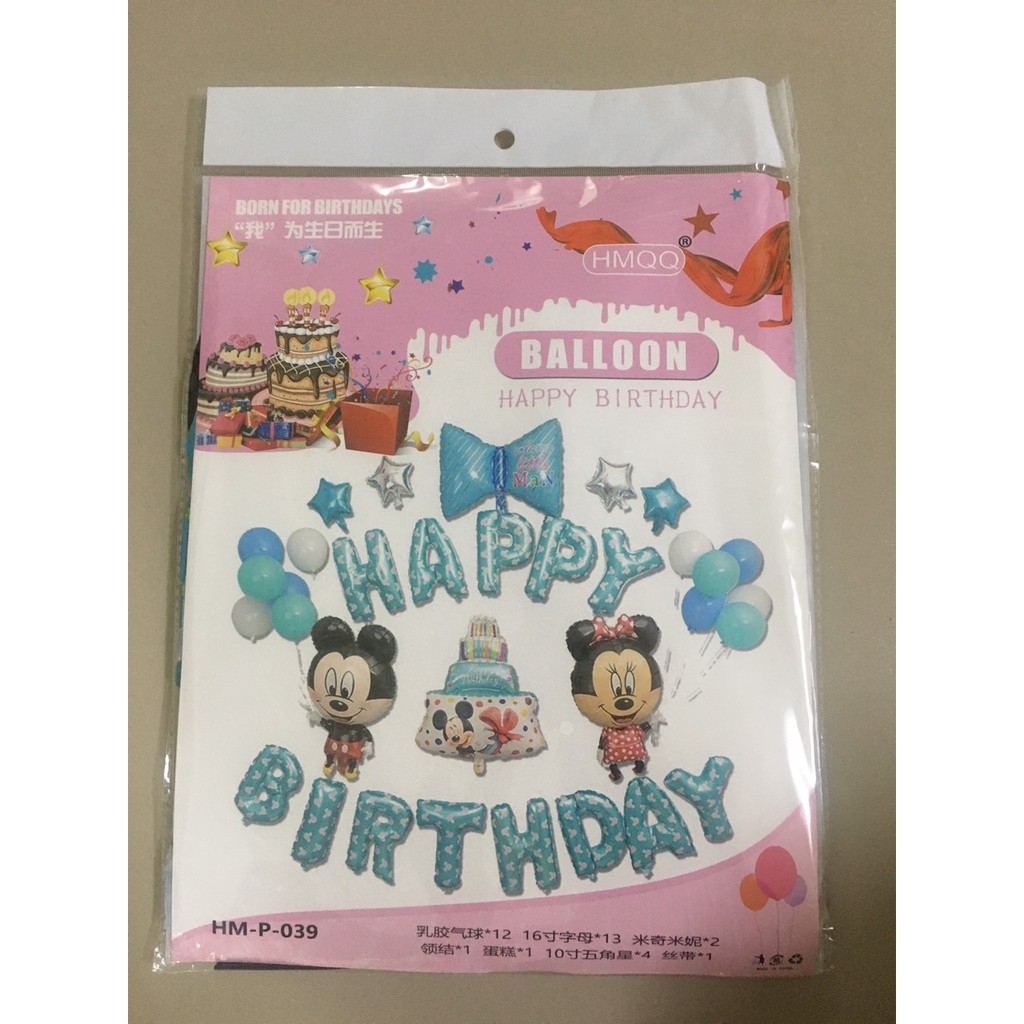 BORN FOR BIRTHDAYS
“我”为生日而生
HMQQ®
BALLOON
HAPPY BIRTHDAY
MaN
HAPPY
Birthday
BIRTHDAY
HM-P-039
乳胶气球*12 16寸字母*13 米奇米妮*2
领结*1 蛋糕*1 10寸五角星*4 丝带*1